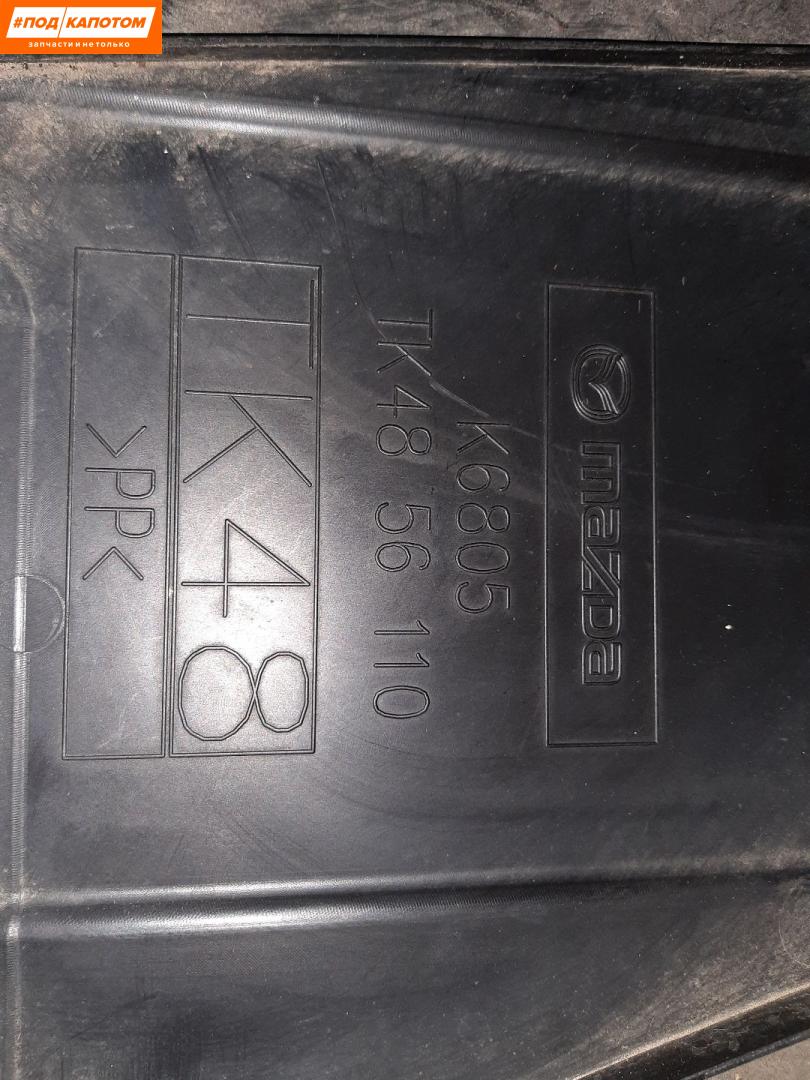 #ПОД КАПОТОМ
запчасти и не только
mazda
K6805
TK48 56 110
TK48
>PP<